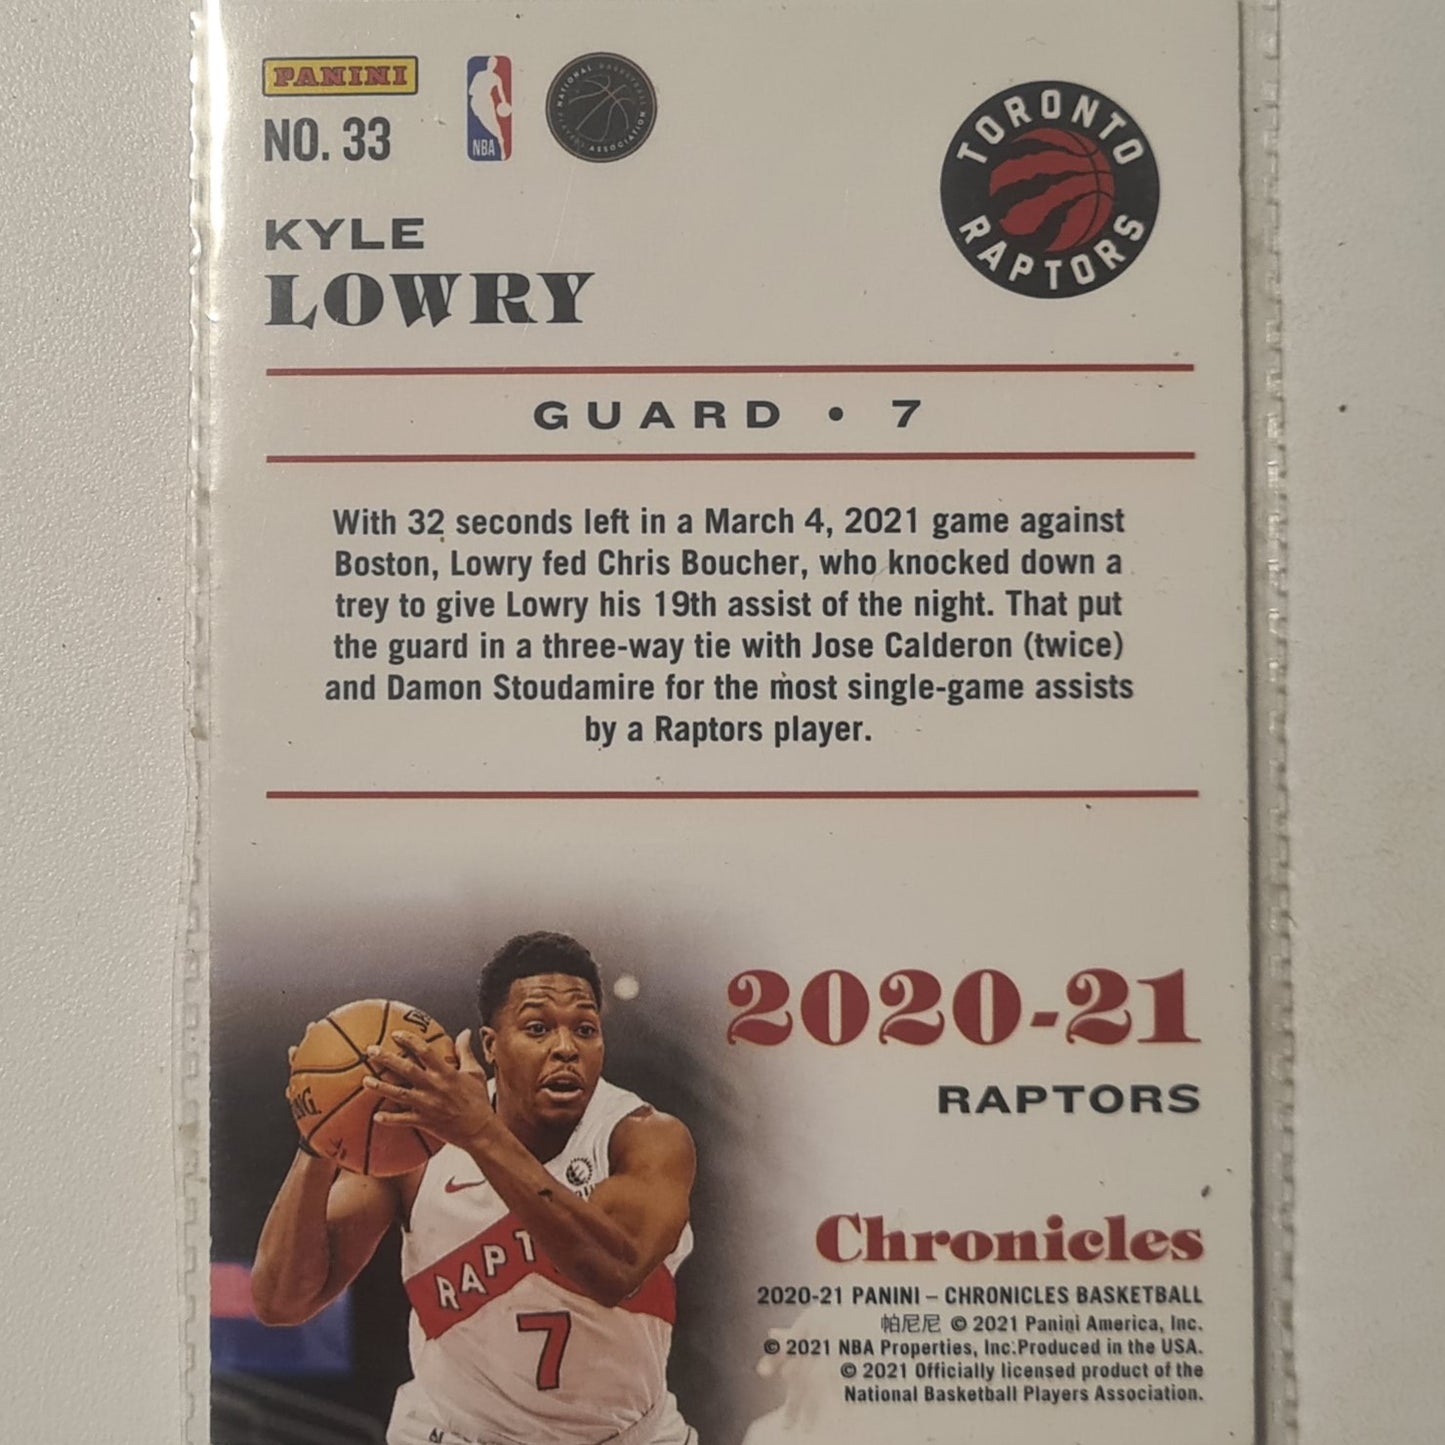 PANINI
NO. 33
NBA
NATIONAL BASKETBALL PLAYERS ASSOCIATION
TORONTO RAPTORS
KYLE
LOWRY
GUARD • 7
With 32 seconds left in a March 4, 2021 game against
Boston, Lowry fed Chris Boucher, who knocked down a
trey to give Lowry his 19th assist of the night. That put
the guard in a three-way tie with Jose Calderon (twice)
and Damon Stoudamire for the most single-game assists
by a Raptors player.
2020-21
RAPTORS
RAPT
7
Chronicles
2020-21 PANINI – CHRONICLES BASKETBALL
帕尼尼 © 2021 Panini America, Inc.
© 2021 NBA Properties, Inc.Produced in the USA.
© 2021 Officially licensed product of the
National Basketball Players Association.